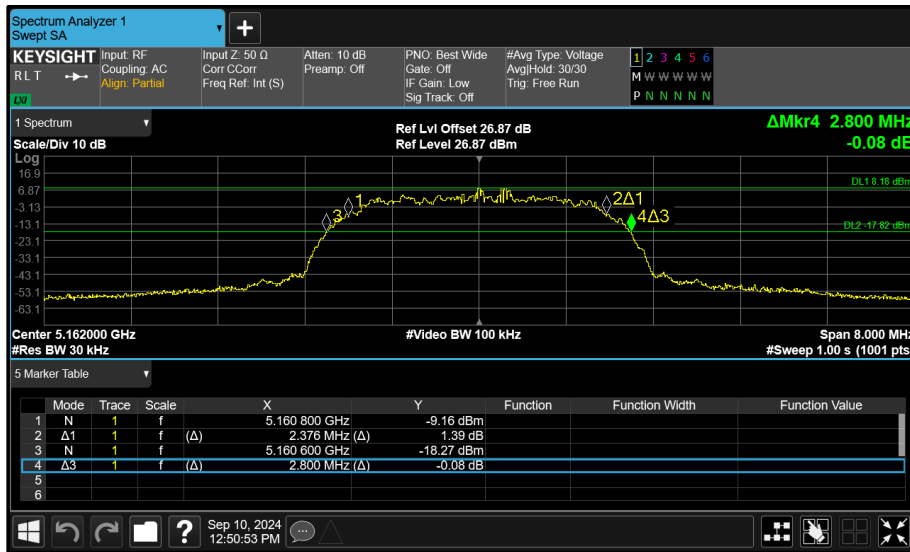 Spectrum Analyzer 1
Swept SA
KEYSIGHT Input: RF Input Z: 50 Ω Atten: 10 dB PNO: Best Wide #Avg Type: Voltage 1 2 3 4 5 6
R L T Coupling: AC Corr CCorr Preamp: Off Gate: Off Avg|Hold: 30/30 M W W W W W
Align: Partial Freq Ref: Int (S) IF Gain: Low Trig: Free Run
LXI Sig Track: Off P N N N N N
1 Spectrum Ref Lvl Offset 26.87 dB ΔMkr4 2.800 MHz
Scale/Div 10 dB Ref Level 26.87 dBm -0.08 dB
Log
16.9
6.87 DL1 8.18 dBm
-3.13 1 2Δ1
-13.1 3 4Δ3 DL2 -17.82 dBm
-23.1
-33.1
-43.1
-53.1
-63.1
Center 5.162000 GHz #Video BW 100 kHz Span 8.000 MHz
#Res BW 30 kHz #Sweep 1.00 s (1001 pts
5 Marker Table
Mode Trace Scale X Y Function Function Width Function Value
1 N 1 f 5.160 800 GHz -9.16 dBm
2 Δ1 1 f (Δ) 2.376 MHz (Δ) 1.39 dB
3 N 1 f 5.160 600 GHz -18.27 dBm
4 Δ3 1 f (Δ) 2.800 MHz (Δ) -0.08 dB
5
6
? Sep 10, 2024
12:50:53 PM